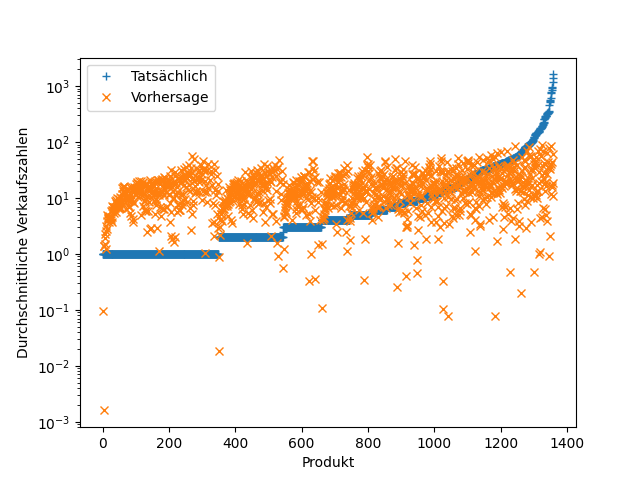 Tatsächlich
Vorhersage
Durchschnittliche Verkaufszahlen
10³
10²
10¹
10⁰
10⁻¹
10⁻²
10⁻³
0 200 400 600 800 1000 1200 1400
Produkt